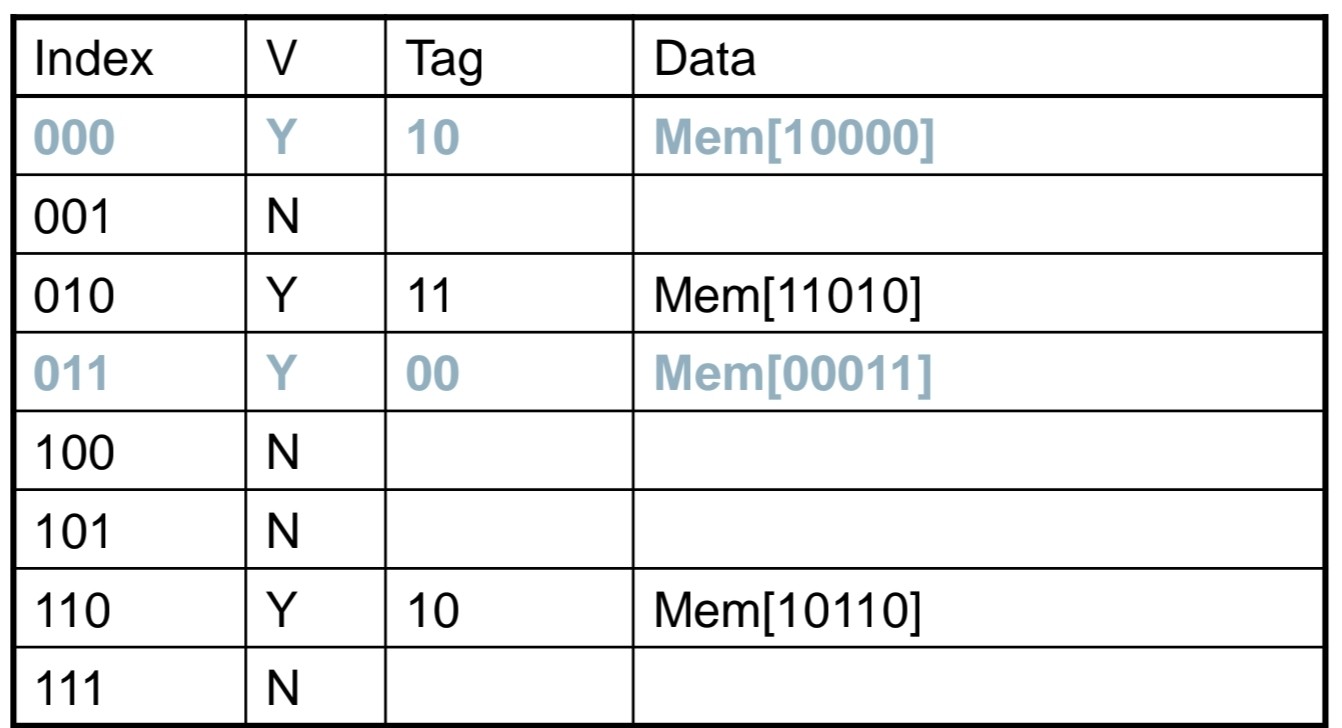 Index V Tag Data
000 Y 10 Mem[10000]
001 N
010 Y 11 Mem[11010]
011 Y 00 Mem[00011]
100 N
101 N
110 Y 10 Mem[10110]
111 N